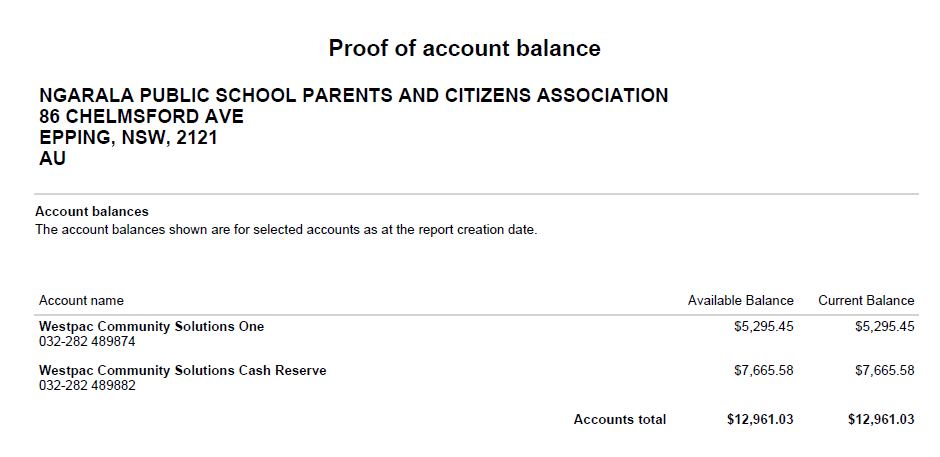 Proof of account balance
NGARALA PUBLIC SCHOOL PARENTS AND CITIZENS ASSOCIATION
86 CHELMSFORD AVE
EPPING, NSW, 2121
AU
Account balances
The account balances shown are for selected accounts as at the report creation date.
Account name Available Balance Current Balance
Westpac Community Solutions One $5,295.45 $5,295.45
032-282 489874
Westpac Community Solutions Cash Reserve $7,665.58 $7,665.58
032-282 489882
Accounts total $12,961.03 $12,961.03